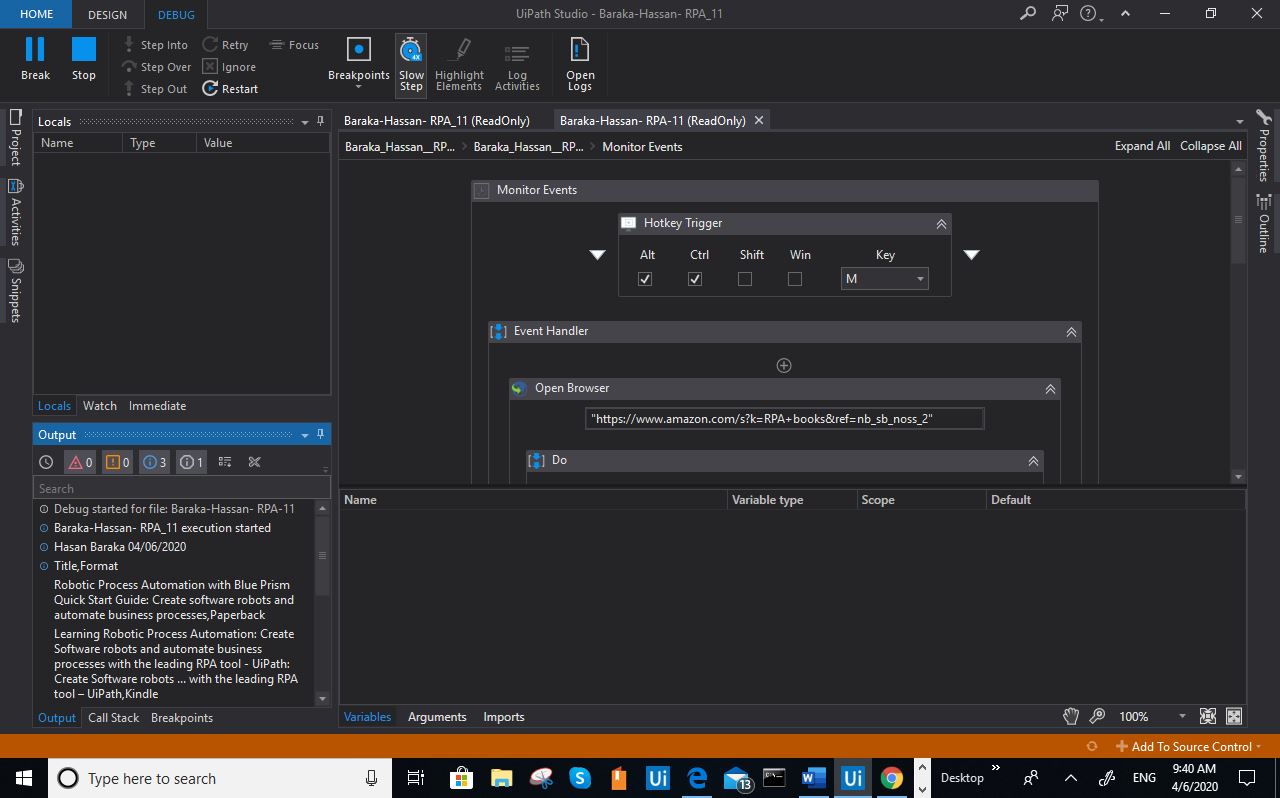 HOME DESIGN DEBUG UiPath Studio - Baraka-Hassan- RPA_11
Break
Stop
Step Into
Step Over
Step Out
Retry
Ignore
Restart
Focus
Breakpoints
Slow
Step
4X
Highlight
Elements
Log
Activities
Open
Logs
Project
Activities
Snippets
Locals
Name Type Value
Locals Watch Immediate
Output
0 0 3 1
Search
Debug started for file: Baraka-Hassan- RPA-11
Baraka-Hassan- RPA_11 execution started
Hasan Baraka 04/06/2020
Title,Format
Robotic Process Automation with Blue Prism
Quick Start Guide: Create software robots and
automate business processes,Paperback
Learning Robotic Process Automation: Create
Software robots and automate business
processes with the leading RPA tool - UiPath:
Create Software robots ... with the leading RPA
tool – UiPath,Kindle
Output Call Stack Breakpoints
Baraka-Hassan- RPA_11 (ReadOnly) Baraka-Hassan- RPA-11 (ReadOnly)
Baraka_Hassan__RP... > Baraka_Hassan__RP... > Monitor Events
Expand All Collapse All
Monitor Events
Hotkey Trigger
Alt Ctrl Shift Win Key
M
Event Handler
Open Browser
"https://www.amazon.com/s?k=RPA+books&ref=nb_sb_noss_2"
Do
Name Variable type Scope Default
Variables Arguments Imports
100%
Properties
Outline
Add To Source Control
Type here to search
Ui
13
Ui
Desktop
ENG
9:40 AM
4/6/2020